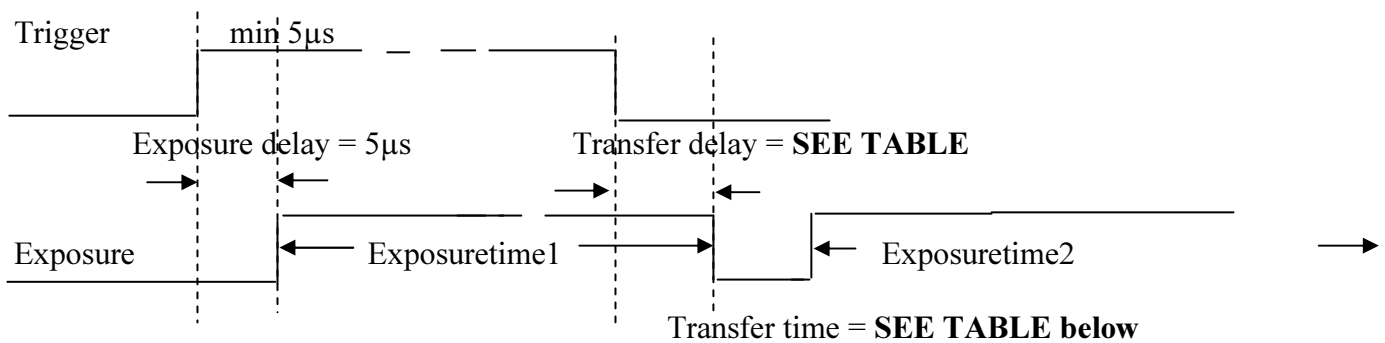 Trigger min 5µs
Exposure delay = 5µs Transfer delay = SEE TABLE
Exposure Exposuretime1 Exposuretime2
Transfer time = SEE TABLE below